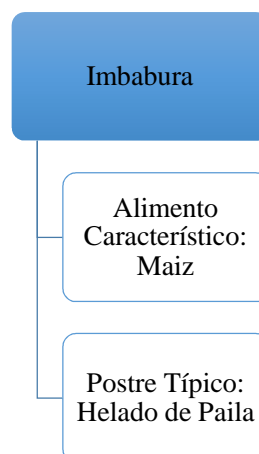 Imbabura
Alimento
Característico:
Maiz
Postre Típico:
Helado de Paila